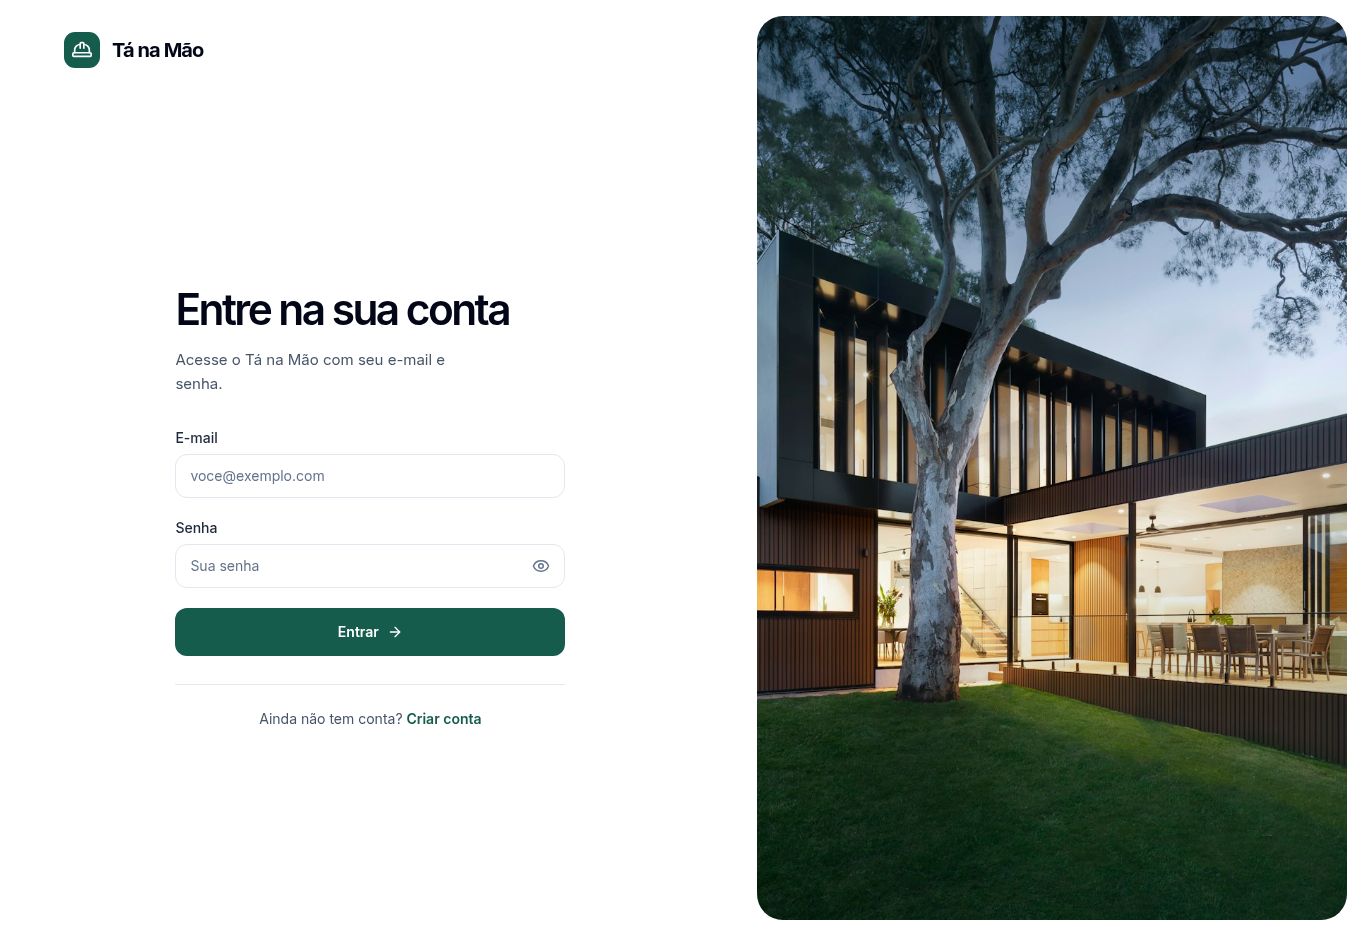 Tá na Mão
Entre na sua conta
Acesse o Tá na Mão com seu e-mail e
senha.
E-mail
voce@exemplo.com
Senha
Sua senha
Entrar
Ainda não tem conta? Criar conta